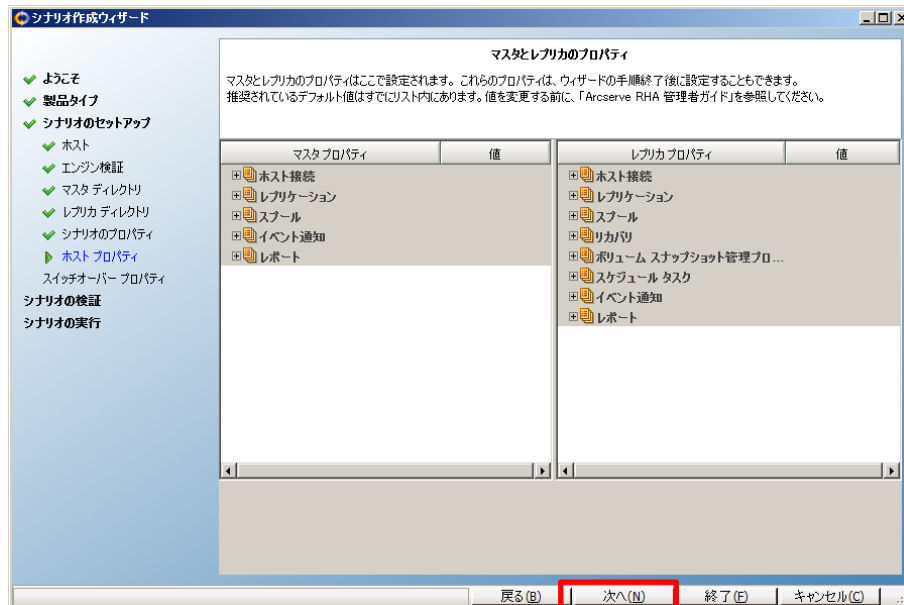 シナリオ作成ウィザード
ようこそ
製品タイプ
シナリオのセットアップ
ホスト
エンジン検証
マスタ ディレクトリ
レプリカ ディレクトリ
シナリオのプロパティ
ホスト プロパティ
スイッチオーバー プロパティ
シナリオの検証
シナリオの実行
マスタとレプリカのプロパティ
マスタとレプリカのプロパティはここで設定されます。これらのプロパティは、ウィザードの手順終了後に設定することもできます。
推奨されているデフォルト値はすでにリスト内にあります。値を変更する前に、「Arcserve RHA 管理者ガイド」を参照してください。
マスタ プロパティ 値
ホスト接続
レプリケーション
スプール
イベント通知
レポート
レプリカ プロパティ 値
ホスト接続
レプリケーション
スプール
リカバリ
ボリューム スナップショット管理プロ...
スケジュール タスク
イベント通知
レポート
戻る(B) 次へ(N) 終了(F) キャンセル(C)